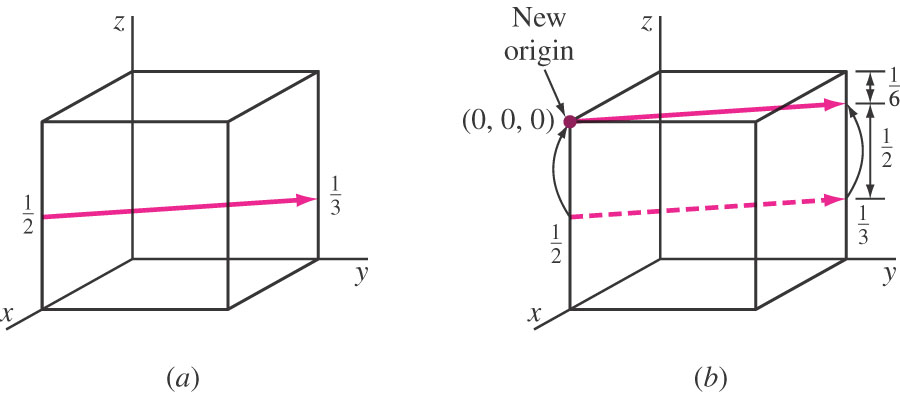 z
1/2
1/3
x
y
(a)
New
origin
z
(0, 0, 0)
1/6
1/2
1/2
1/3
x
y
(b)